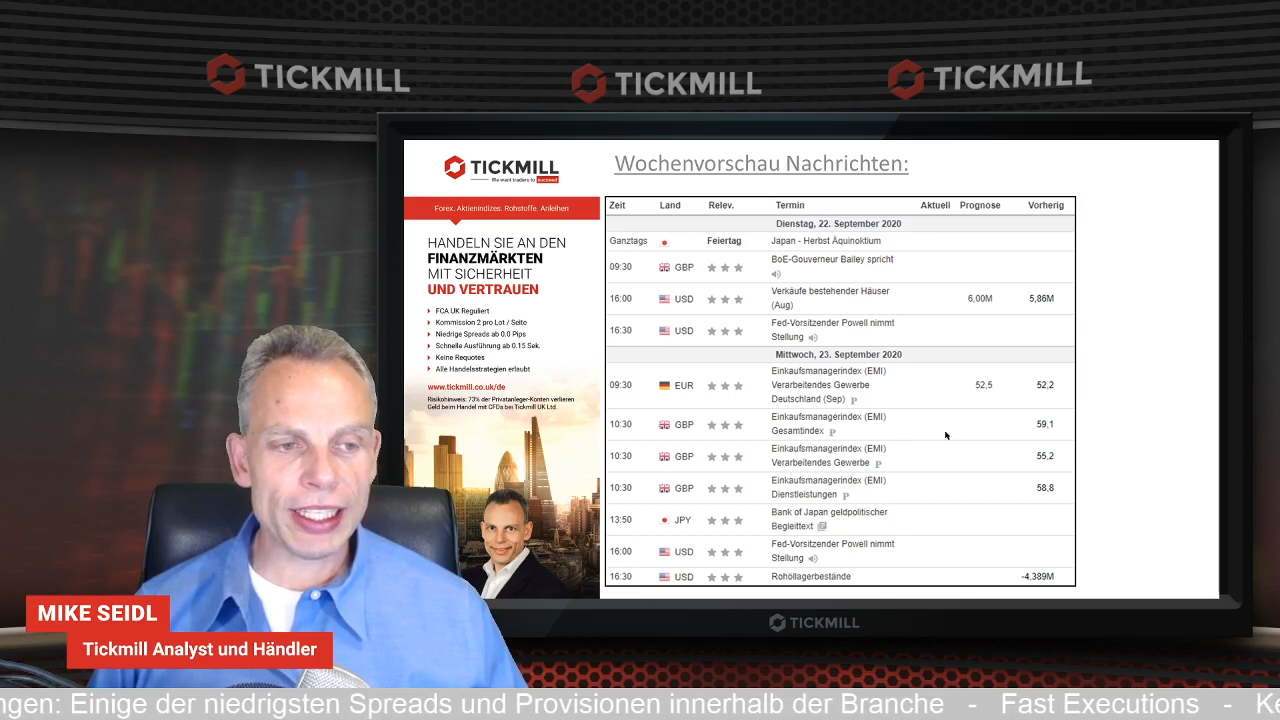 TICKMILL
TICKMILL
TICKMILL
TICKMILL
We want traders to succeed
Forex. Aktienindizes. Rohstoffe. Anleihen
HANDELN SIE AN DEN
FINANZMÄRKTEN
MIT SICHERHEIT
UND VERTRAUEN
FCA UK Reguliert
Kommission 2 pro Lot / Seite
Niedrige Spreads ab 0.0 Pips
Schnelle Ausführung ab 0.15 Sek.
Keine Requotes
Alle Handelsstrategien erlaubt
www.tickmill.co.uk/de
Risikohinweis: 73% der Privatanleger-Konten verlieren
Geld beim Handel mit CFDs bei Tickmill UK Ltd.
Wochenvorschau Nachrichten:
Zeit Land Relev. Termin Aktuell Prognose Vorherig
Dienstag, 22. September 2020
Ganztags Feiertag Japan - Herbst Äquinoktium
09:30 GBP BoE-Gouverneur Bailey spricht
16:00 USD Verkäufe bestehender Häuser 6,00M 5,86M
(Aug)
16:30 USD Fed-Vorsitzender Powell nimmt
Stellung
Mittwoch, 23. September 2020
Einkaufsmanagerindex (EMI)
09:30 EUR Verarbeitendes Gewerbe 52,5 52,2
Deutschland (Sep) P
10:30 GBP Einkaufsmanagerindex (EMI) 59,1
Gesamtindex P
10:30 GBP Einkaufsmanagerindex (EMI) 55,2
Verarbeitendes Gewerbe P
10:30 GBP Einkaufsmanagerindex (EMI) 58,8
Dienstleistungen P
13:50 JPY Bank of Japan geldpolitischer
Begleittext
16:00 USD Fed-Vorsitzender Powell nimmt
Stellung
16:30 USD Rohöllagerbestände -4,389M
TICKMILL
MIKE SEIDL
Tickmill Analyst und Händler
ngen: Einige der niedrigsten Spreads und Provisionen innerhalb der Branche - Fast Executions - Ke